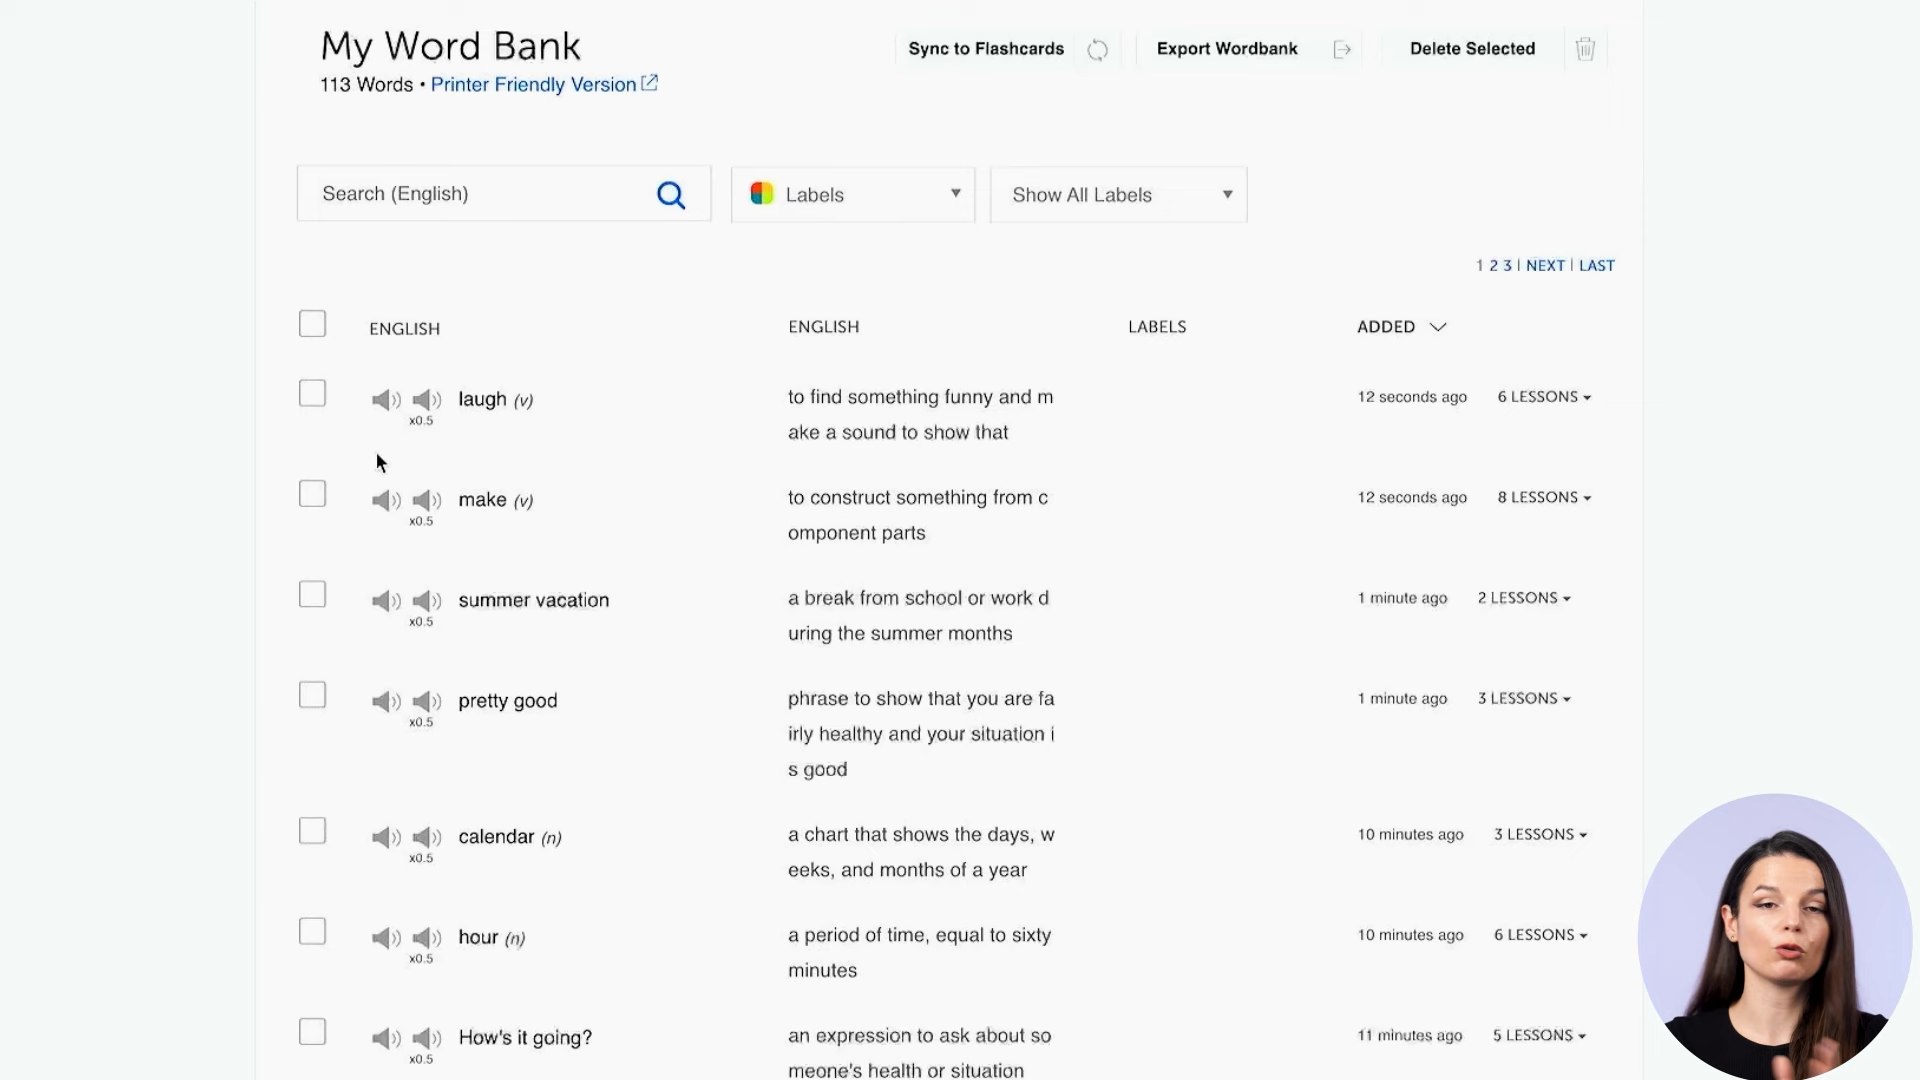 My Word Bank
113 Words • Printer Friendly Version
Sync to Flashcards
Export Wordbank
Delete Selected
Search (English)
Labels
Show All Labels
1 2 3 | NEXT | LAST
ENGLISH ENGLISH LABELS ADDED
laugh (v) to find something funny and m 12 seconds ago 6 LESSONS
x0.5 ake a sound to show that
make (v) to construct something from c 12 seconds ago 8 LESSONS
x0.5 omponent parts
summer vacation a break from school or work d 1 minute ago 2 LESSONS
x0.5 uring the summer months
pretty good phrase to show that you are fa 1 minute ago 3 LESSONS
x0.5 irly healthy and your situation i
s good
calendar (n) a chart that shows the days, w 10 minutes ago 3 LESSONS
x0.5 eeks, and months of a year
hour (n) a period of time, equal to sixty 10 minutes ago 6 LESSONS
x0.5 minutes
How's it going? an expression to ask about so 11 minutes ago 5 LESSONS
x0.5 meone's health or situation